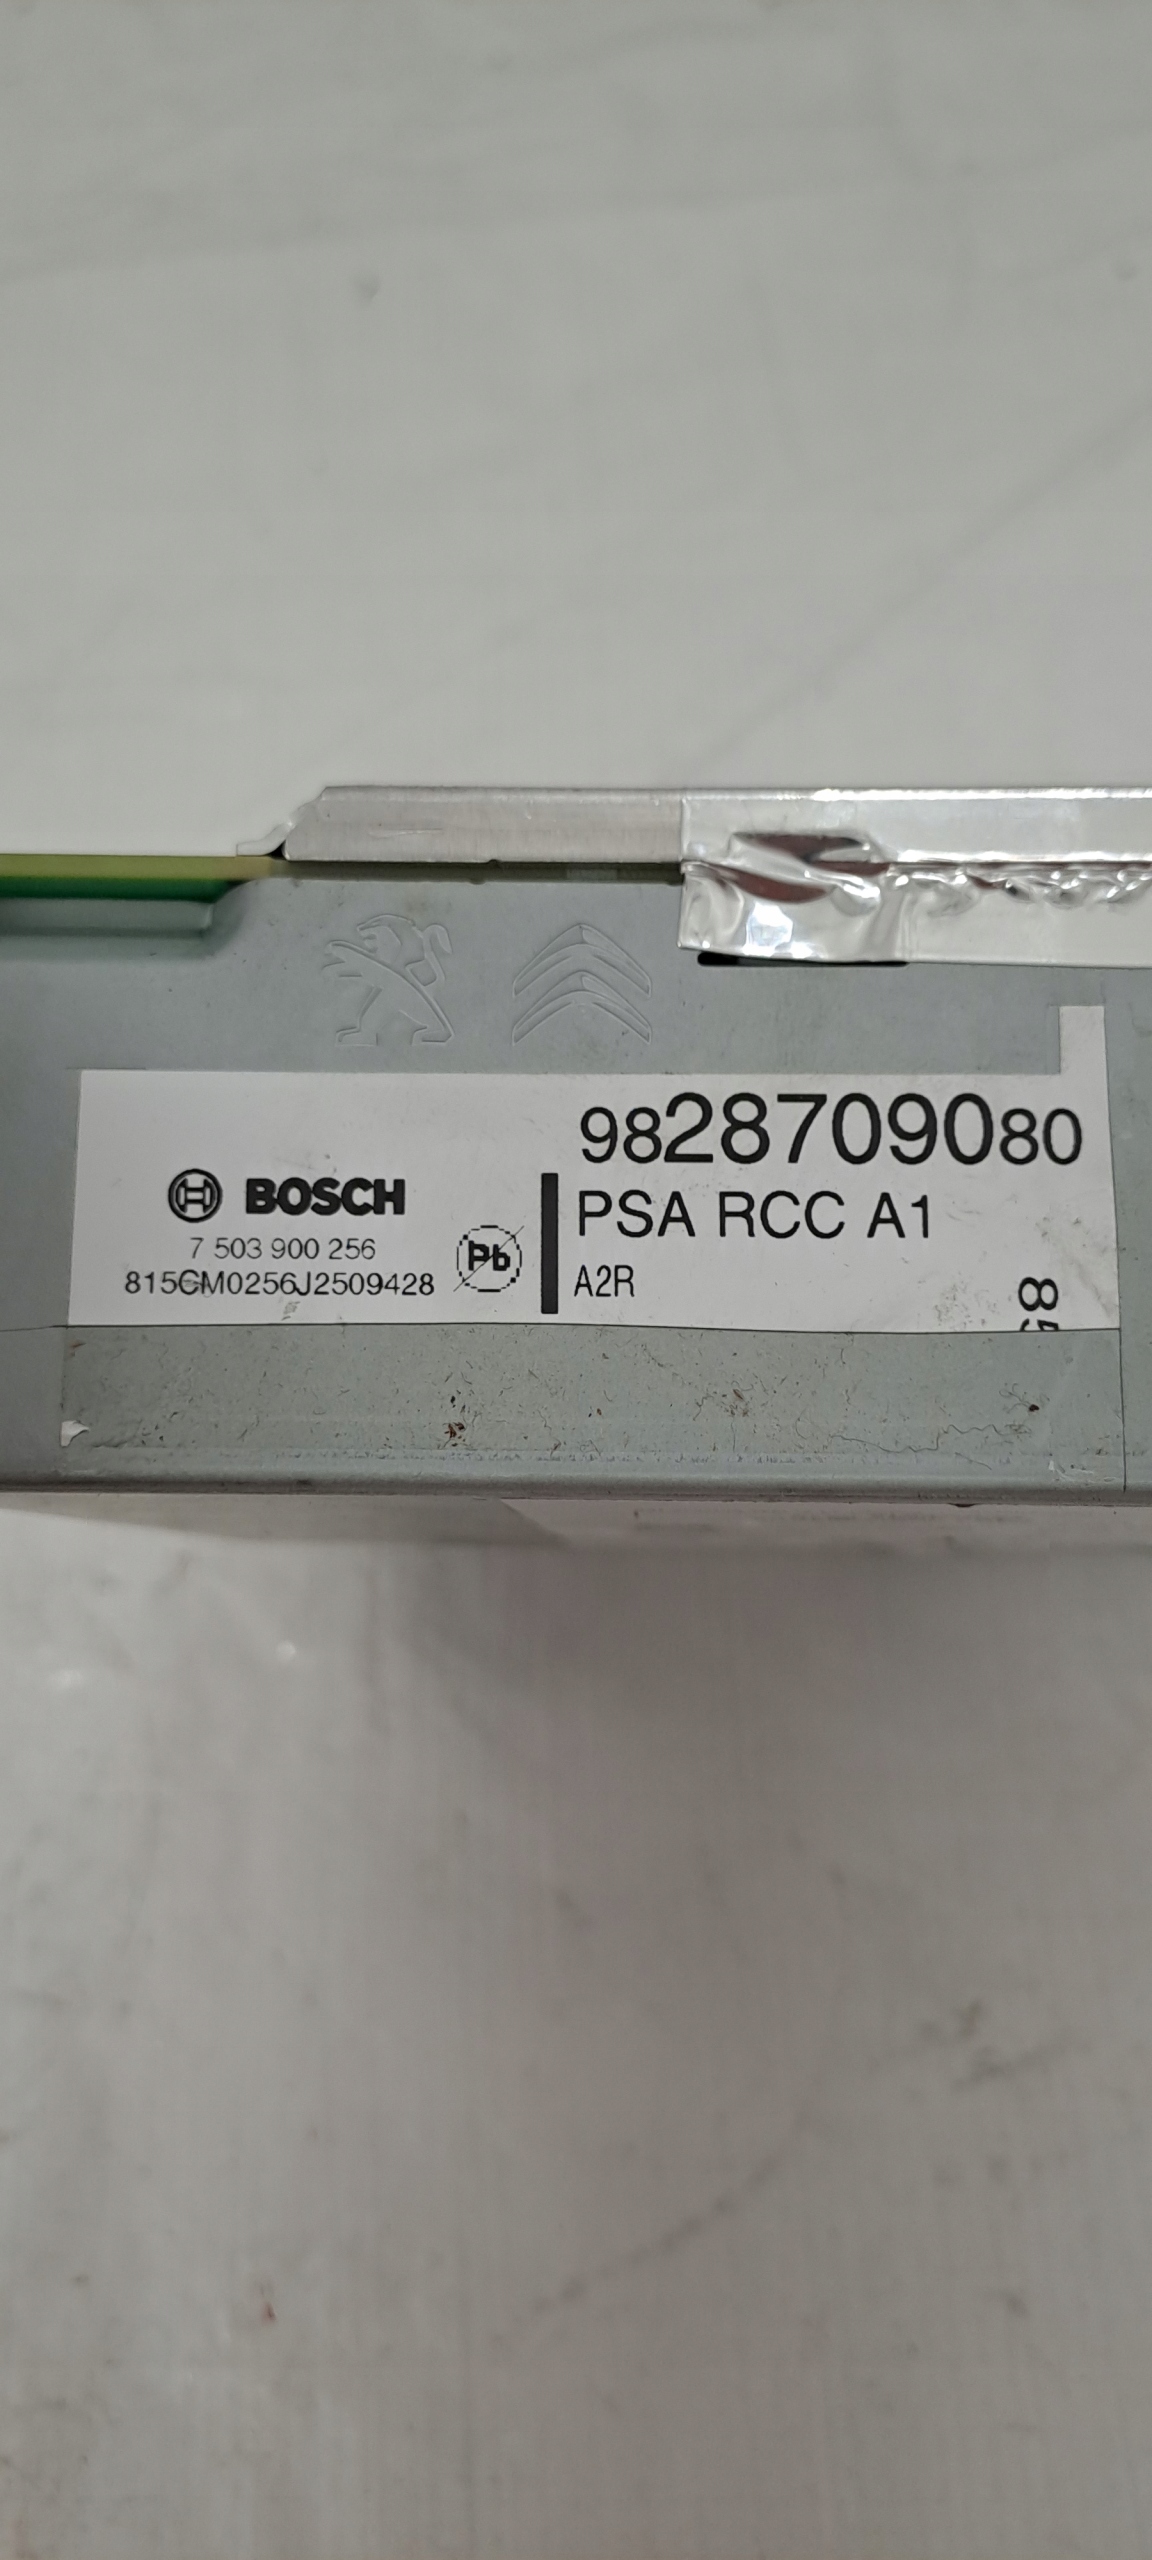 9828709080
BOSCH
PSA RCC A1
7 503 900 256
Pb
815CM0256J2509428
A2R